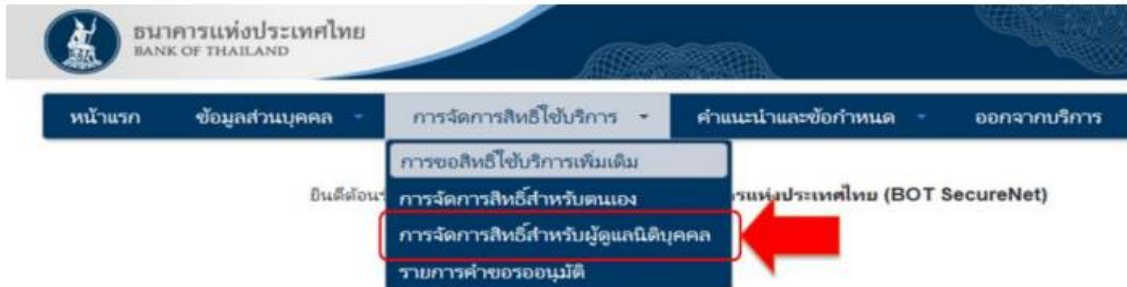 ธนาคารแห่งประเทศไทย
BANK OF THAILAND
หน้าแรก ข้อมูลส่วนบุคคล การจัดการสิทธิ์ใช้บริการ คำแนะนำและข้อกำหนด ออกจากบริการ
การขอสิทธิ์ใช้บริการเพิ่มเติม
ยินดีต้อน
การจัดการสิทธิ์สำหรับตนเอง
รแห่งประเทศไทย (BOT SecureNet)
การจัดการสิทธิ์สำหรับผู้ดูแลนิติบุคคล
รายการคำขอรออนุมัติ